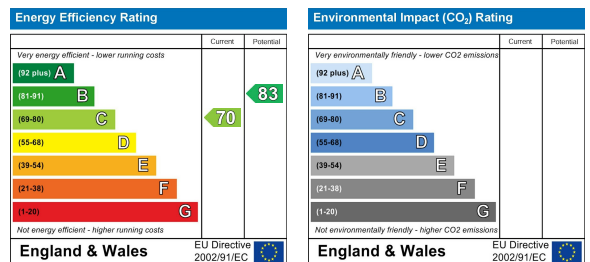 Energy Efficiency Rating
Current Potential
Very energy efficient - lower running costs
(92 plus) A
(81-91) B
83
(69-80) C
70
(55-68) D
(39-54) E
(21-38) F
(1-20) G
Not energy efficient - higher running costs
England & Wales
EU Directive
2002/91/EC
Environmental Impact (CO₂) Rating
Current Potential
Very environmentally friendly - lower CO2 emissions
(92 plus) A
(81-91) B
(69-80) C
(55-68) D
(39-54) E
(21-38) F
(1-20) G
Not environmentally friendly - higher CO2 emissions
England & Wales
EU Directive
2002/91/EC